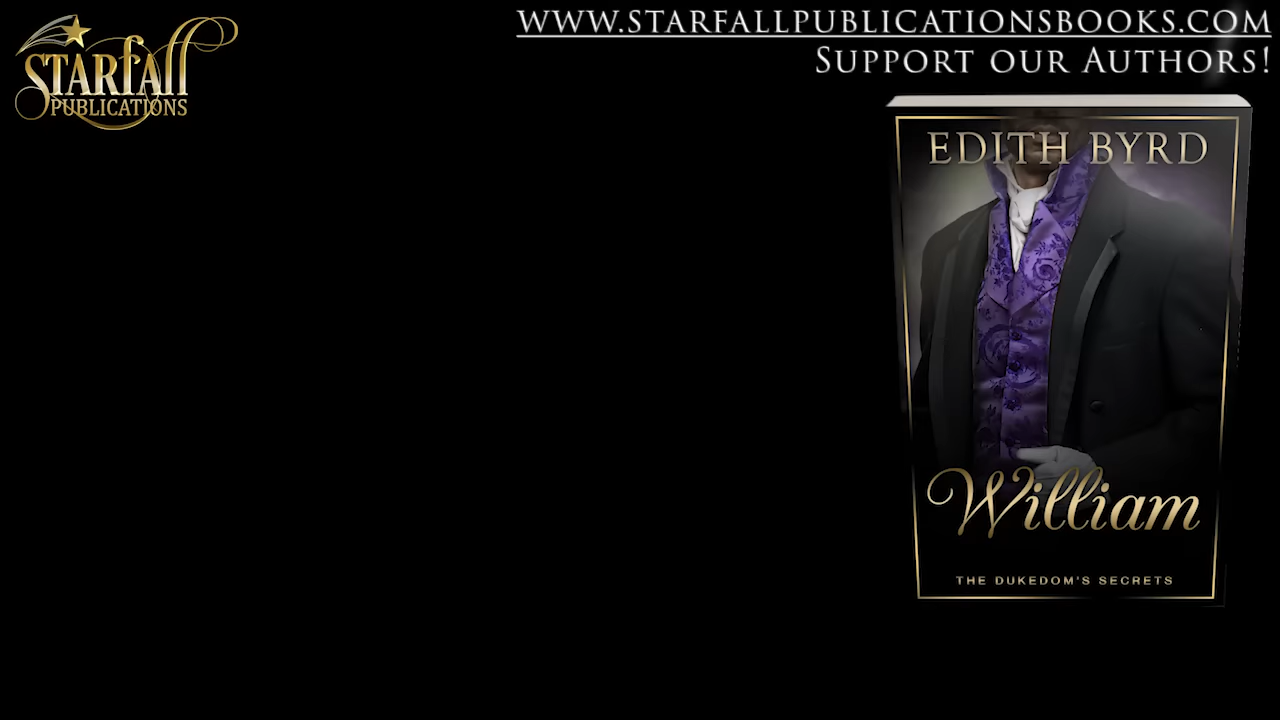 STARfall
PUBLICATIONS
WWW.STARFALLPUBLICATIONSBOOKS.COM
SUPPORT OUR AUTHORS!
EDITH BYRD
William
THE DUKEDOM'S SECRETS